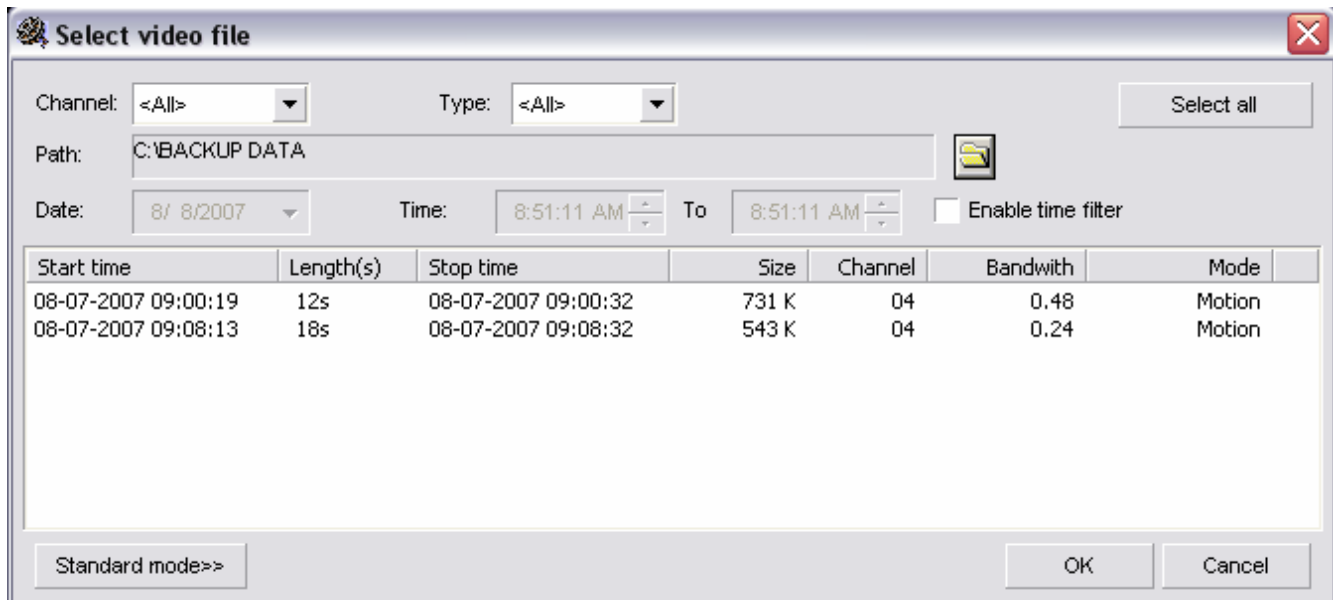 Select video file
Channel: <All> Type: <All> Select all
Path: C:\BACKUP DATA
Date: 8/ 8/2007 Time: 8:51:11 AM To 8:51:11 AM Enable time filter
Start time Length(s) Stop time Size Channel Bandwith Mode
08-07-2007 09:00:19 12s 08-07-2007 09:00:32 731 K 04 0.48 Motion
08-07-2007 09:08:13 18s 08-07-2007 09:08:32 543 K 04 0.24 Motion
Standard mode>> OK Cancel